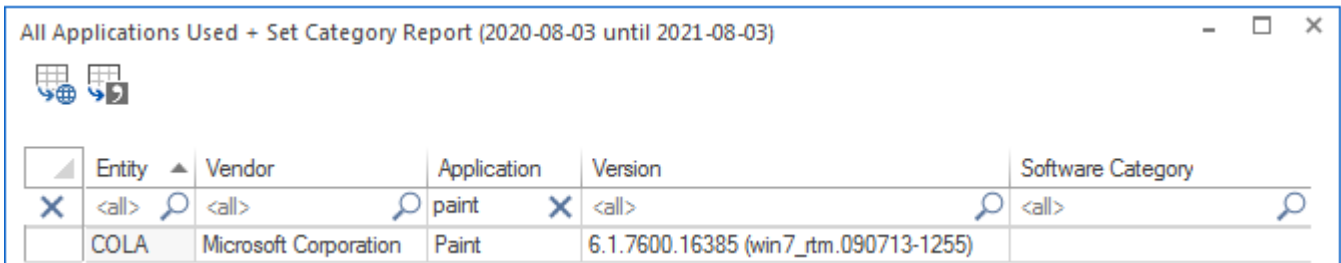 All Applications Used + Set Category Report (2020-08-03 until 2021-08-03)
Entity Vendor Application Version Software Category
<all> <all> paint <all> <all>
COLA Microsoft Corporation Paint 6.1.7600.16385 (win7_rtm.090713-1255)